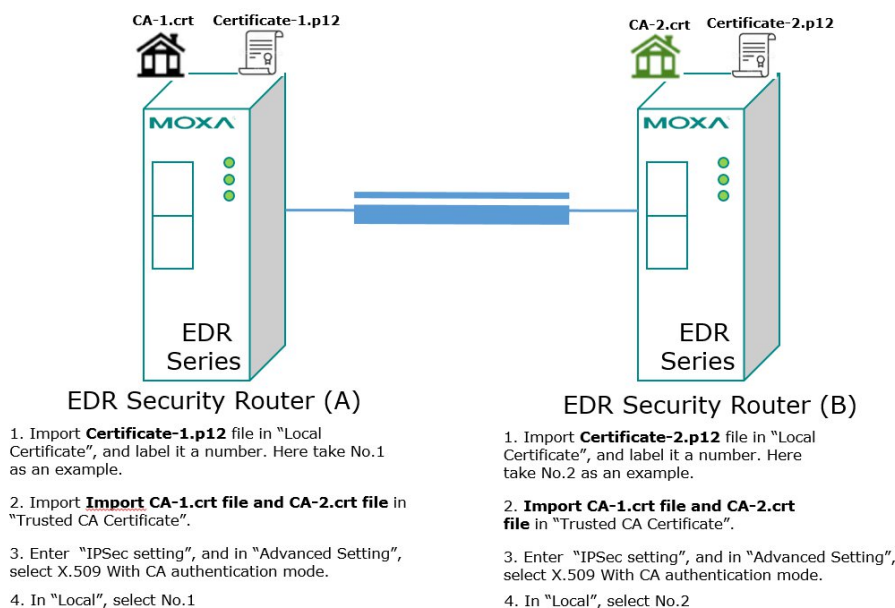 CA-1.crt
Certificate-1.p12
CA-2.crt
Certificate-2.p12
MOXA
MOXA
EDR
Series
EDR
Series
EDR Security Router (A)
1. Import Certificate-1.p12 file in “Local
Certificate”, and label it a number. Here take No.1
as an example.
2. Import Import CA-1.crt file and CA-2.crt file in
“Trusted CA Certificate”.
3. Enter “IPSec setting”, and in “Advanced Setting”,
select X.509 With CA authentication mode.
4. In “Local”, select No.1
EDR Security Router (B)
1. Import Certificate-2.p12 file in “Local
Certificate”, and label it a number. Here
take No.2 as an example.
2. Import CA-1.crt file and CA-2.crt
file in “Trusted CA Certificate”.
3. Enter “IPSec setting”, and in “Advanced Setting”,
select X.509 With CA authentication mode.
4. In “Local”, select No.2